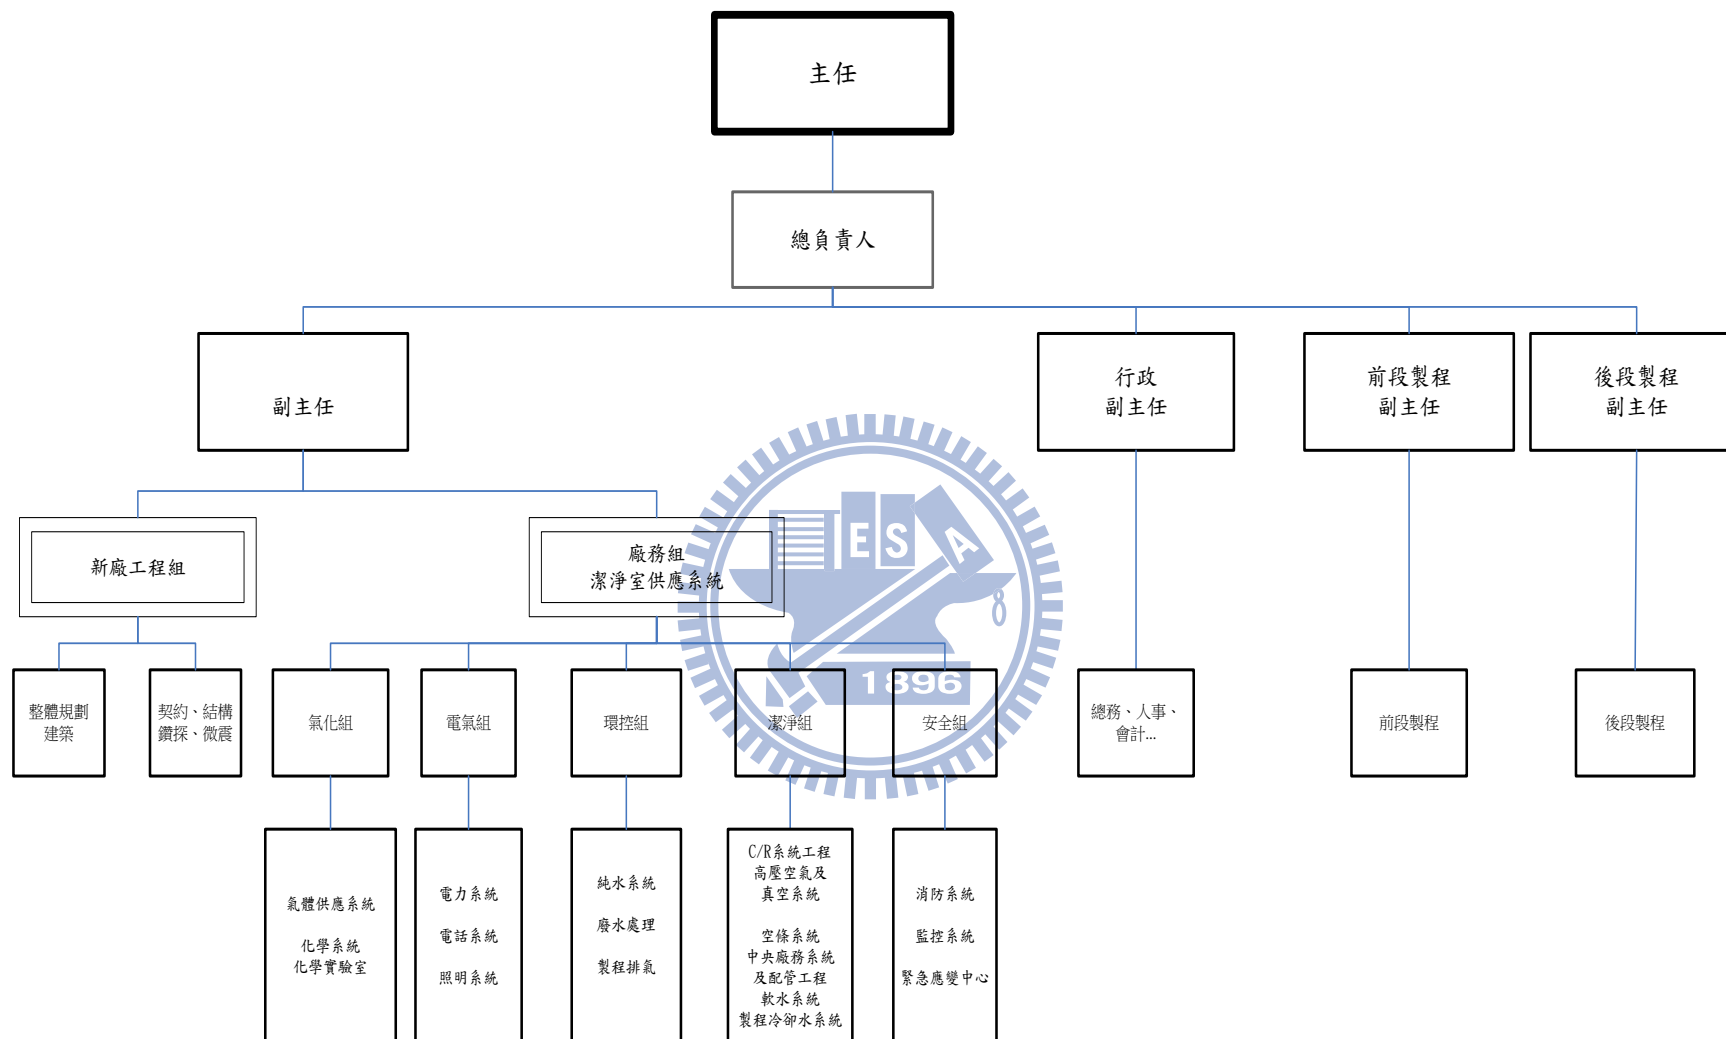 主任
總負責人
副主任
行政
副主任
前段製程
副主任
後段製程
副主任
新廠工程組
廠務組
潔淨室供應系統
E S A
1896
整體規劃
建築
契約、結構
鑽探、微震
氣化組
電氣組
環控組
潔淨組
安全組
總務、人事、
會計...
前段製程
後段製程
氣體供應系統
化學系統
化學實驗室
電力系統
電話系統
照明系統
純水系統
廢水處理
製程排氣
C/R系統工程
高壓空氣及
真空系統
空條系統
中央廠務系統
及配管工程
軟水系統
製程冷卻水系統
消防系統
監控系統
緊急應變中心